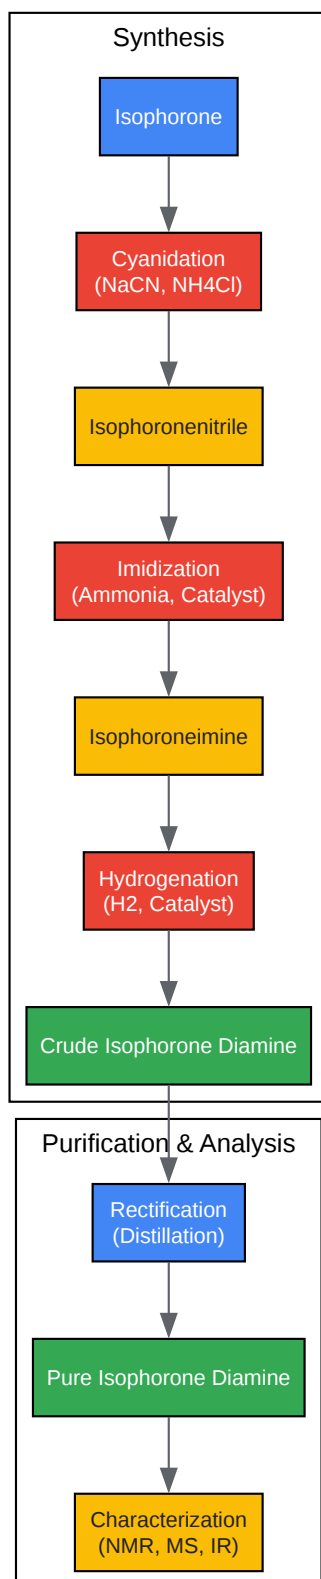 Synthesis
Isophorone
Cyanidation
(NaCN, NH4Cl)
Isophoronenitrile
Imidization
(Ammonia, Catalyst)
Isophoroneimine
Hydrogenation
(H2, Catalyst)
Crude Isophorone Diamine
Purification & Analysis
Rectification
(Distillation)
Pure Isophorone Diamine
Characterization
(NMR, MS, IR)